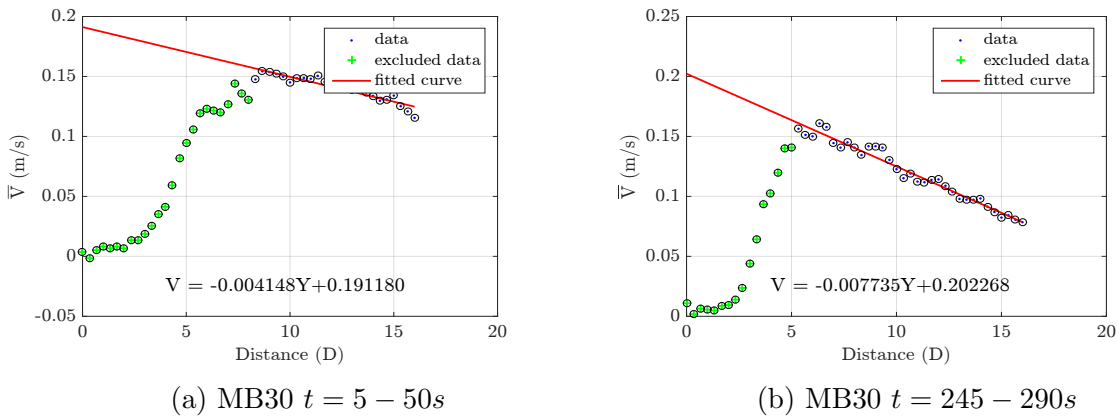 0.2
0.15
0.1
0.05
0
-0.05
V̅ (m/s)
0 5 10 15 20
Distance (D)
data
excluded data
fitted curve
V = -0.004148Y+0.191180
(a) MB30 t = 5 − 50s
0.25
0.2
0.15
0.1
0.05
0
V̅ (m/s)
0 5 10 15 20
Distance (D)
data
excluded data
fitted curve
V = -0.007735Y+0.202268
(b) MB30 t = 245 − 290s